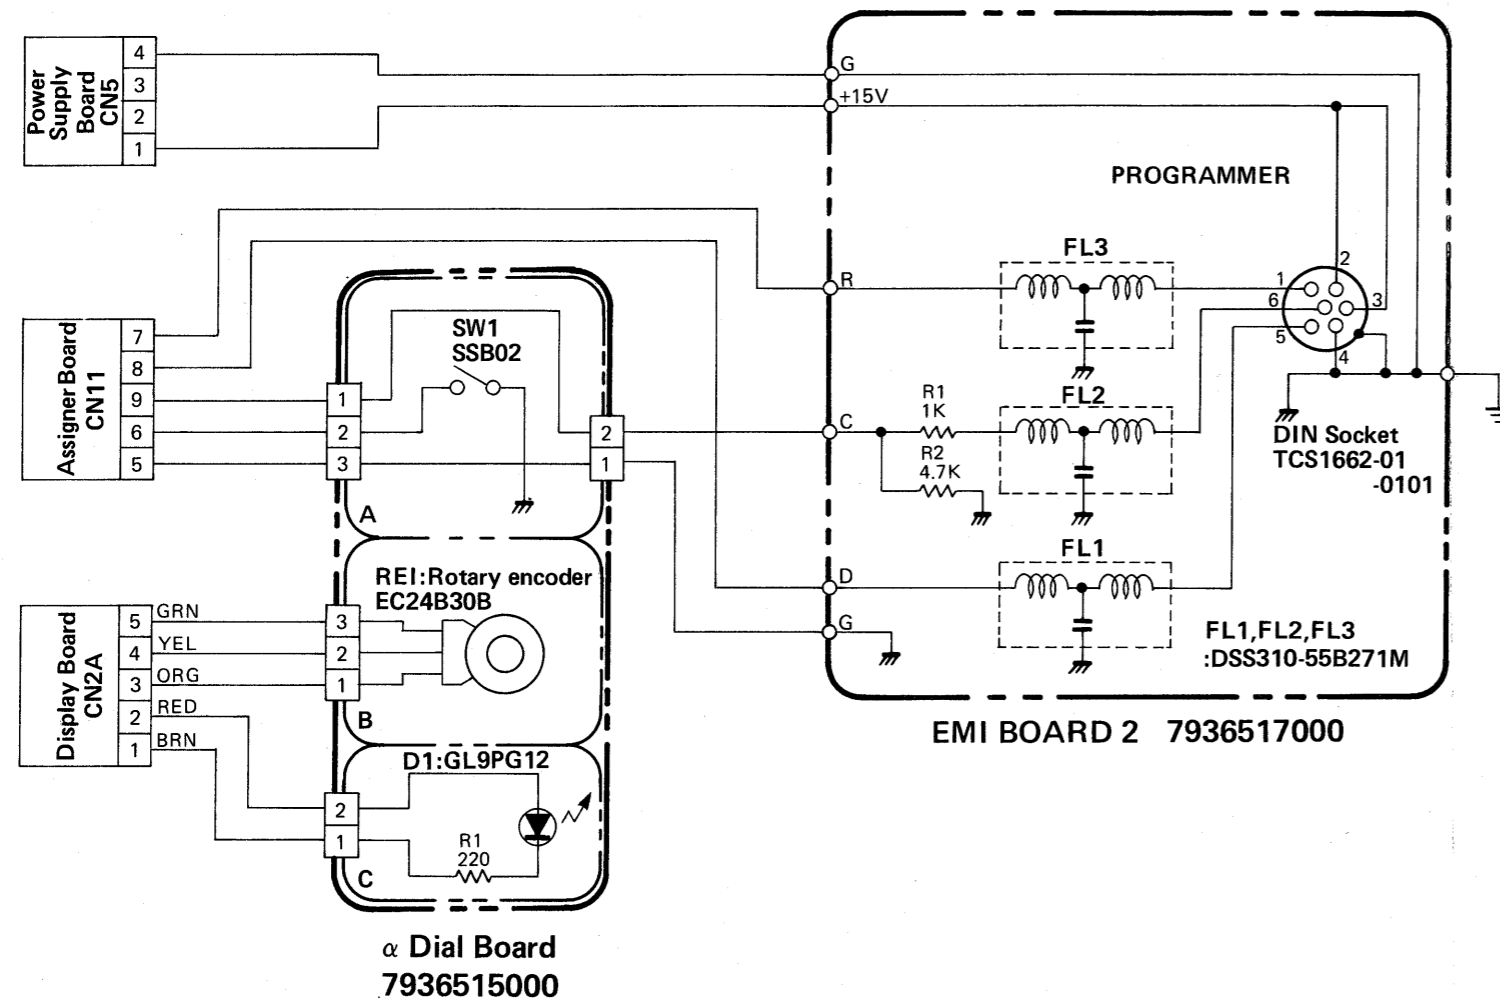 Power
Supply
Board
CN5
4
3
2
1
G
+15V
PROGRAMMER
Assigner Board
CN11
7
8
9
6
5
1
2
3
SW1
SSB02
2
1
A
R
FL3
1
2
3
4
5
6
C
R1
1K
R2
4.7K
FL2
DIN Socket
TCS1662-01
-0101
D
FL1
G
FL1,FL2,FL3
:DSS310-55B271M
EMI BOARD 2 7936517000
Display Board
CN2A
5 GRN
4 YEL
3 ORG
2 RED
1 BRN
REI:Rotary encoder
EC24B30B
3
2
1
B
D1:GL9PG12
2
1
R1
220
C
α Dial Board
7936515000